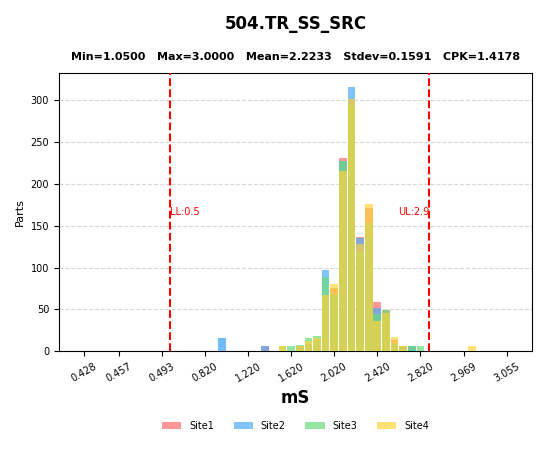 504.TR_SS_SRC
Min=1.0500 Max=3.0000 Mean=2.2233 Stdev=0.1591 CPK=1.4178
300
250
200
150
100
50
0
Parts
LL:0.5
UL:2.9
0.428 0.457 0.493 0.820 1.220 1.620 2.020 2.420 2.820 2.969 3.055
mS
Site1 Site2 Site3 Site4